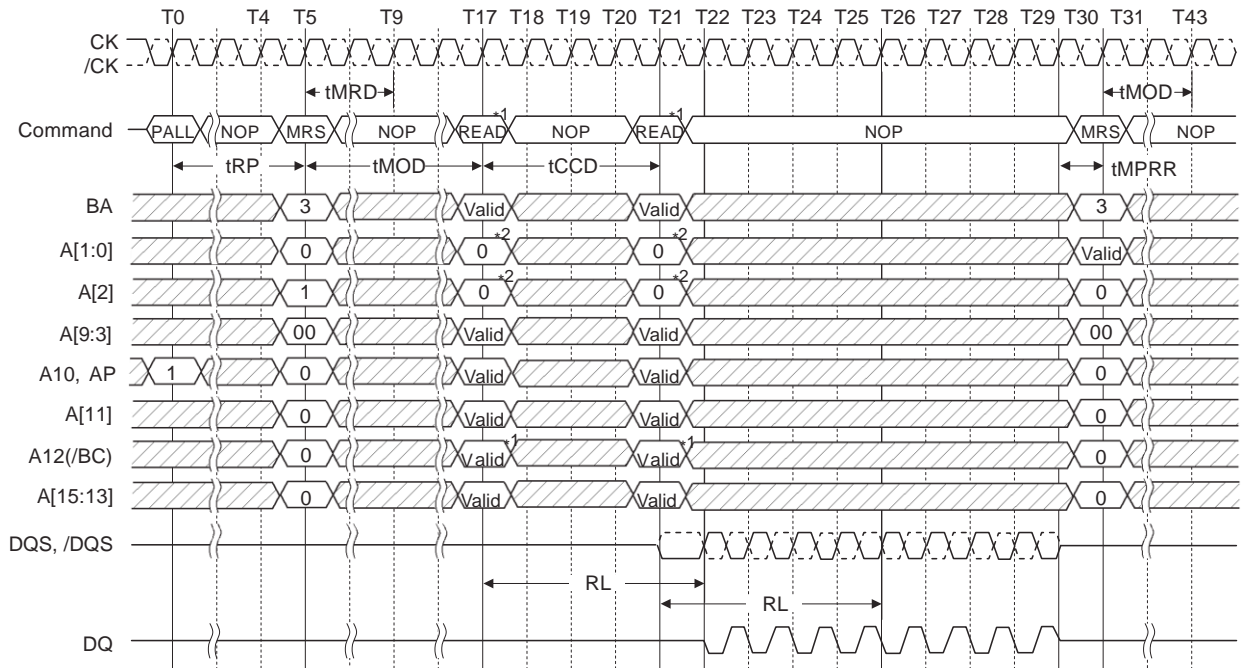 T0 T4 T5 T9 T17 T18 T19 T20 T21 T22 T23 T24 T25 T26 T27 T28 T29 T30 T31 T43
CK
/CK
tMRD tMOD
*1 *1
Command PALL NOP MRS NOP READ NOP READ NOP MRS NOP
tRP tMOD tCCD tMPRR
BA 3 Valid Valid 3
*2 *2
A[1:0] 0 0 0 Valid
*2 *2
A[2] 1 0 0 0
A[9:3] 00 Valid Valid 00
A10, AP 1 0 Valid Valid 0
A[11] 0 Valid Valid 0
*1 *1
A12(/BC) 0 Valid Valid 0
A[15:13] 0 Valid Valid 0
DQS, /DQS
RL
RL
DQ